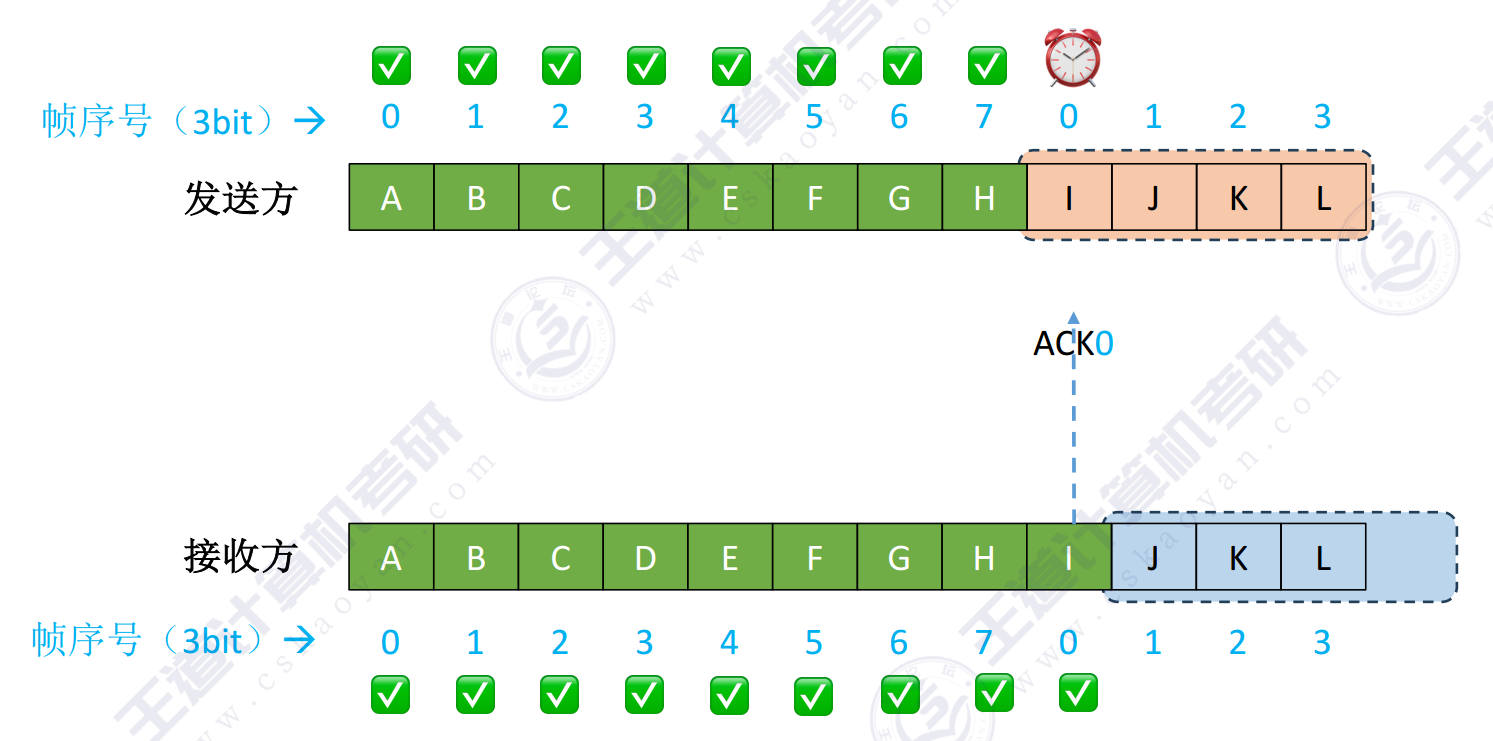 帧序号（3bit）→ 0 1 2 3 4 5 6 7 0 1 2 3
发送方 A B C D E F G H I J K L
ACK0
接收方 A B C D E F G H I J K L
帧序号（3bit）→ 0 1 2 3 4 5 6 7 0 1 2 3
王道计算机考研
www.cskaoyan.com